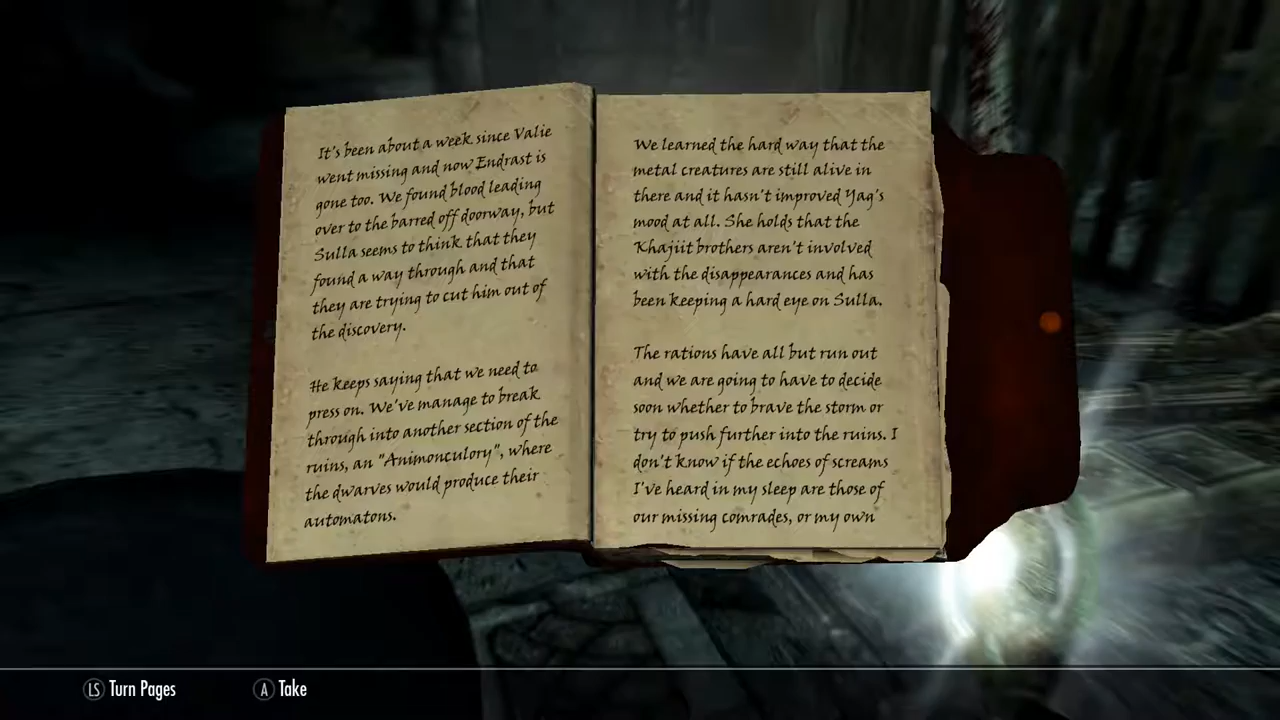 It's been about a week since Valie
went missing and now Endrast is
gone too. We found blood leading
over to the barred off doorway, but
Sulla seems to think that they
found a way through and that
they are trying to cut him out of
the discovery.
He keeps saying that we need to
press on. We've manage to break
through into another section of the
ruins, an "Animonculory", where
the dwarves would produce their
automatons.
We learned the hard way that the
metal creatures are still alive in
there and it hasn't improved Yag's
mood at all. She holds that the
Khajiit brothers aren't involved
with the disappearances and has
been keeping a hard eye on Sulla.
The rations have all but run out
and we are going to have to decide
soon whether to brave the storm or
try to push further into the ruins. I
don't know if the echoes of screams
I've heard in my sleep are those of
our missing comrades, or my own
LS Turn Pages
A Take